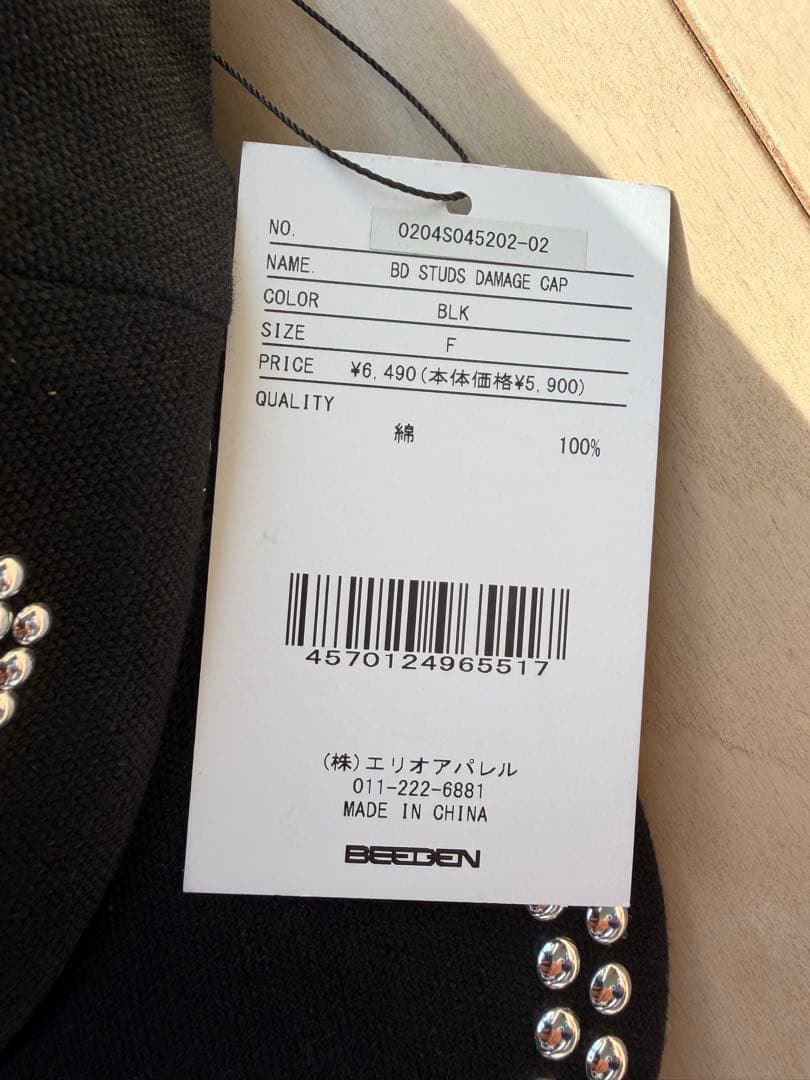 NO. 0204S045202-02
NAME. BD STUDS DAMAGE CAP
COLOR BLK
SIZE F
PRICE ¥6,490(本体価格¥5,900)
QUALITY
綿 100%
4570124965517
(株)エリオアパレル
011-222-6881
MADE IN CHINA
BEEDEN